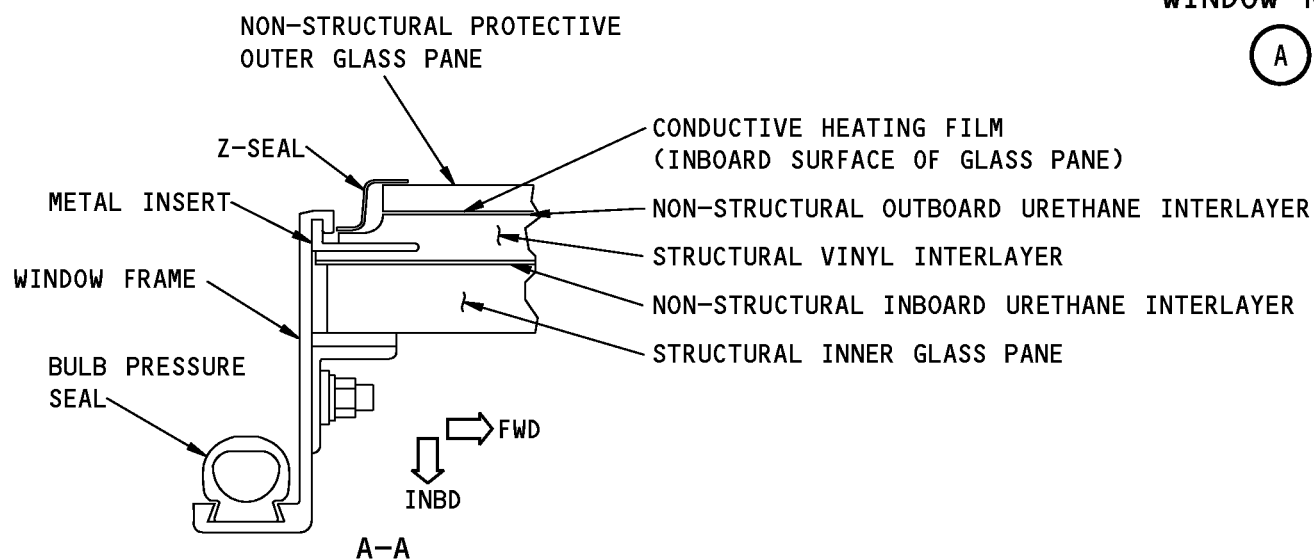 WINDOW
A
NON-STRUCTURAL PROTECTIVE
OUTER GLASS PANE
Z-SEAL
CONDUCTIVE HEATING FILM
(INBOARD SURFACE OF GLASS PANE)
METAL INSERT
NON-STRUCTURAL OUTBOARD URETHANE INTERLAYER
STRUCTURAL VINYL INTERLAYER
WINDOW FRAME
NON-STRUCTURAL INBOARD URETHANE INTERLAYER
STRUCTURAL INNER GLASS PANE
BULB PRESSURE
SEAL
FWD
INBD
A-A